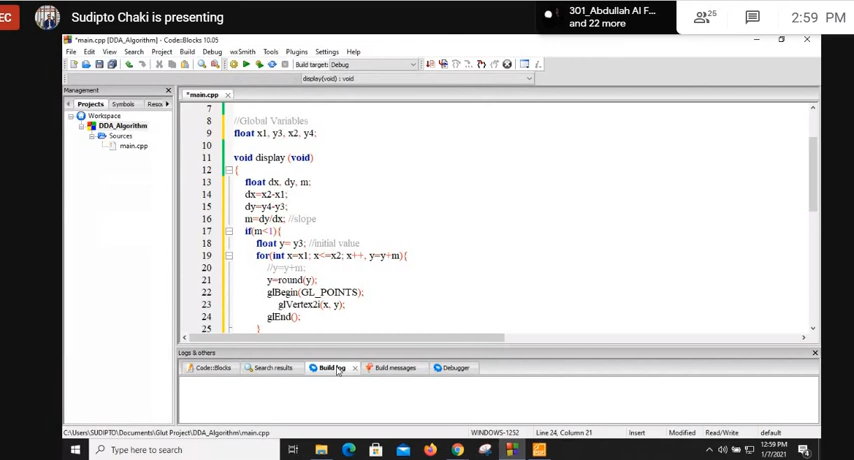 EC
Sudipto Chaki is presenting
301_Abdullah Al F...
and 22 more
25
2:59 PM
*main.cpp [DDA_Algorithm] - Code::Blocks 10.05
File Edit View Search Project Build Debug wxSmith Tools Plugins Settings Help
Build target: Debug
display(void) : void
Management
Projects Symbols Resou
*main.cpp
Workspace
DDA_Algorithm
Sources
main.cpp
7
8 //Global Variables
9 float x1, y3, x2, y4;
10
11 void display (void)
12 {
13 float dx, dy, m;
14 dx=x2-x1;
15 dy=y4-y3;
16 m=dy/dx; //slope
17 if(m<1){
18 float y= y3; //initial value
19 for(int x=x1; x<=x2; x++, y=y+m){
20 //y=y+m;
21 y=round(y);
22 glBegin(GL_POINTS);
23 glVertex2i(x, y);
24 glEnd();
25 }
Logs & others
Code::Blocks Search results Build log Build messages Debugger
C:\Users\SUDIPTO\Documents\Glut Project\DDA_Algorithm\main.cpp WINDOWS-1252 Line 24, Column 21 Insert Modified Read/Write default
Type here to search
12:59 PM
1/7/2021
4